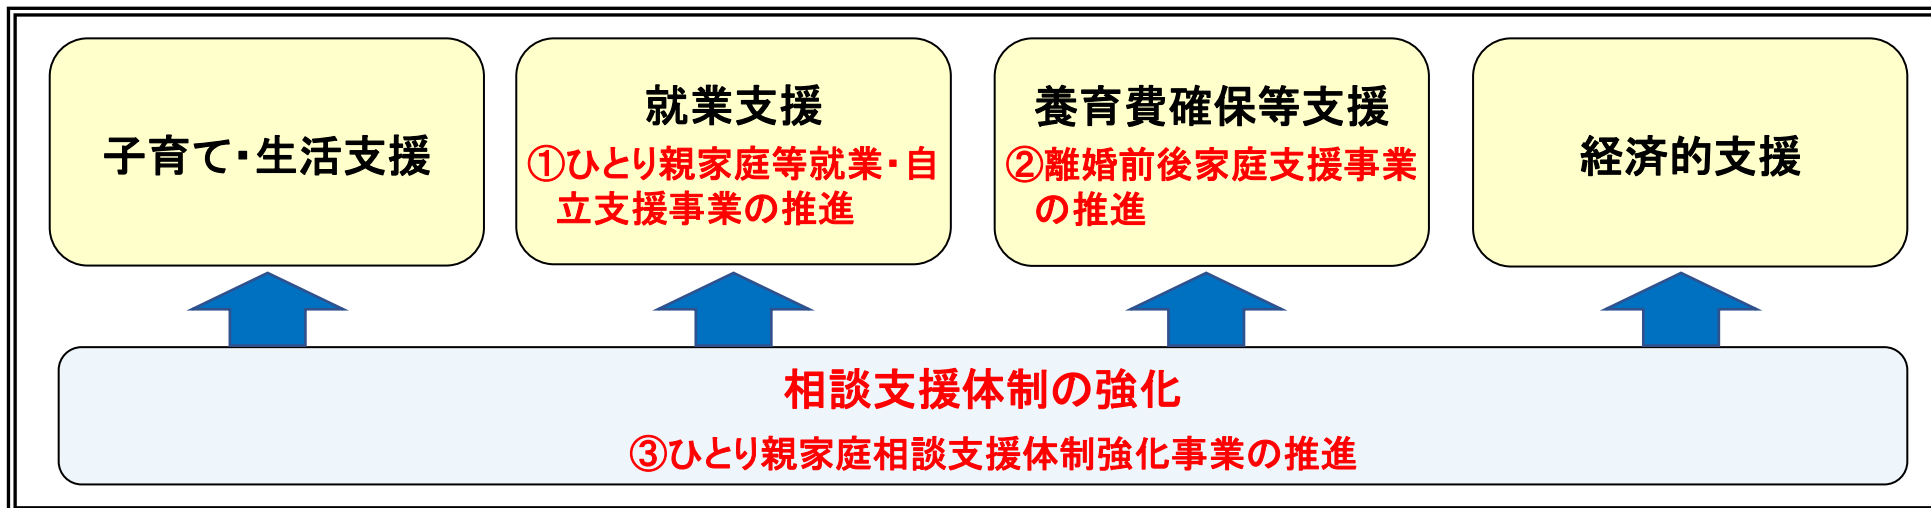 子育て・生活支援
就業支援
①ひとり親家庭等就業・自
立支援事業の推進
養育費確保等支援
②離婚前後家庭支援事業
の推進
経済的支援
相談支援体制の強化
③ひとり親家庭相談支援体制強化事業の推進